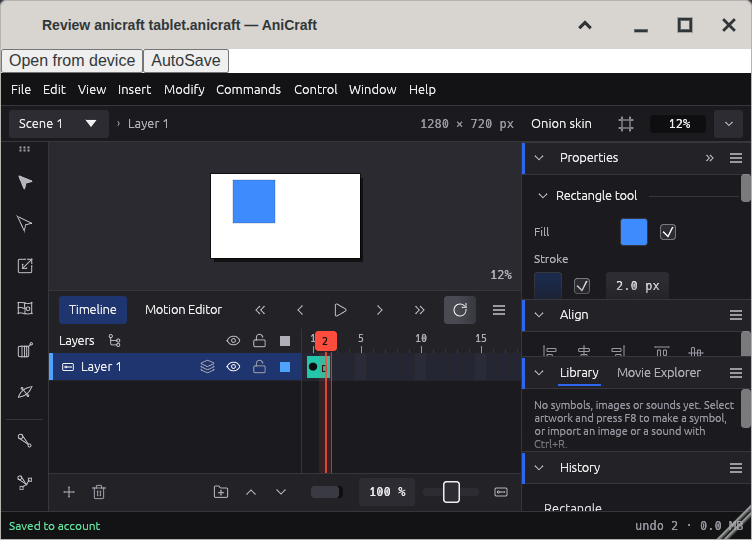 Review anicraft tablet.anicraft — AniCraft
Open from device AutoSave
File Edit View Insert Modify Commands Control Window Help
Scene 1 › Layer 1 1280 × 720 px Onion skin 12%
Properties »
Rectangle tool
Fill
Stroke
2.0 px
12%
Timeline Motion Editor
Align
Layers 1 2 5 10 15
Layer 1
Library Movie Explorer
No symbols, images or sounds yet. Select
artwork and press F8 to make a symbol,
or import an image or a sound with
Ctrl+R.
History
100 %
Rectangle
Saved to account undo 2 · 0.0 MB